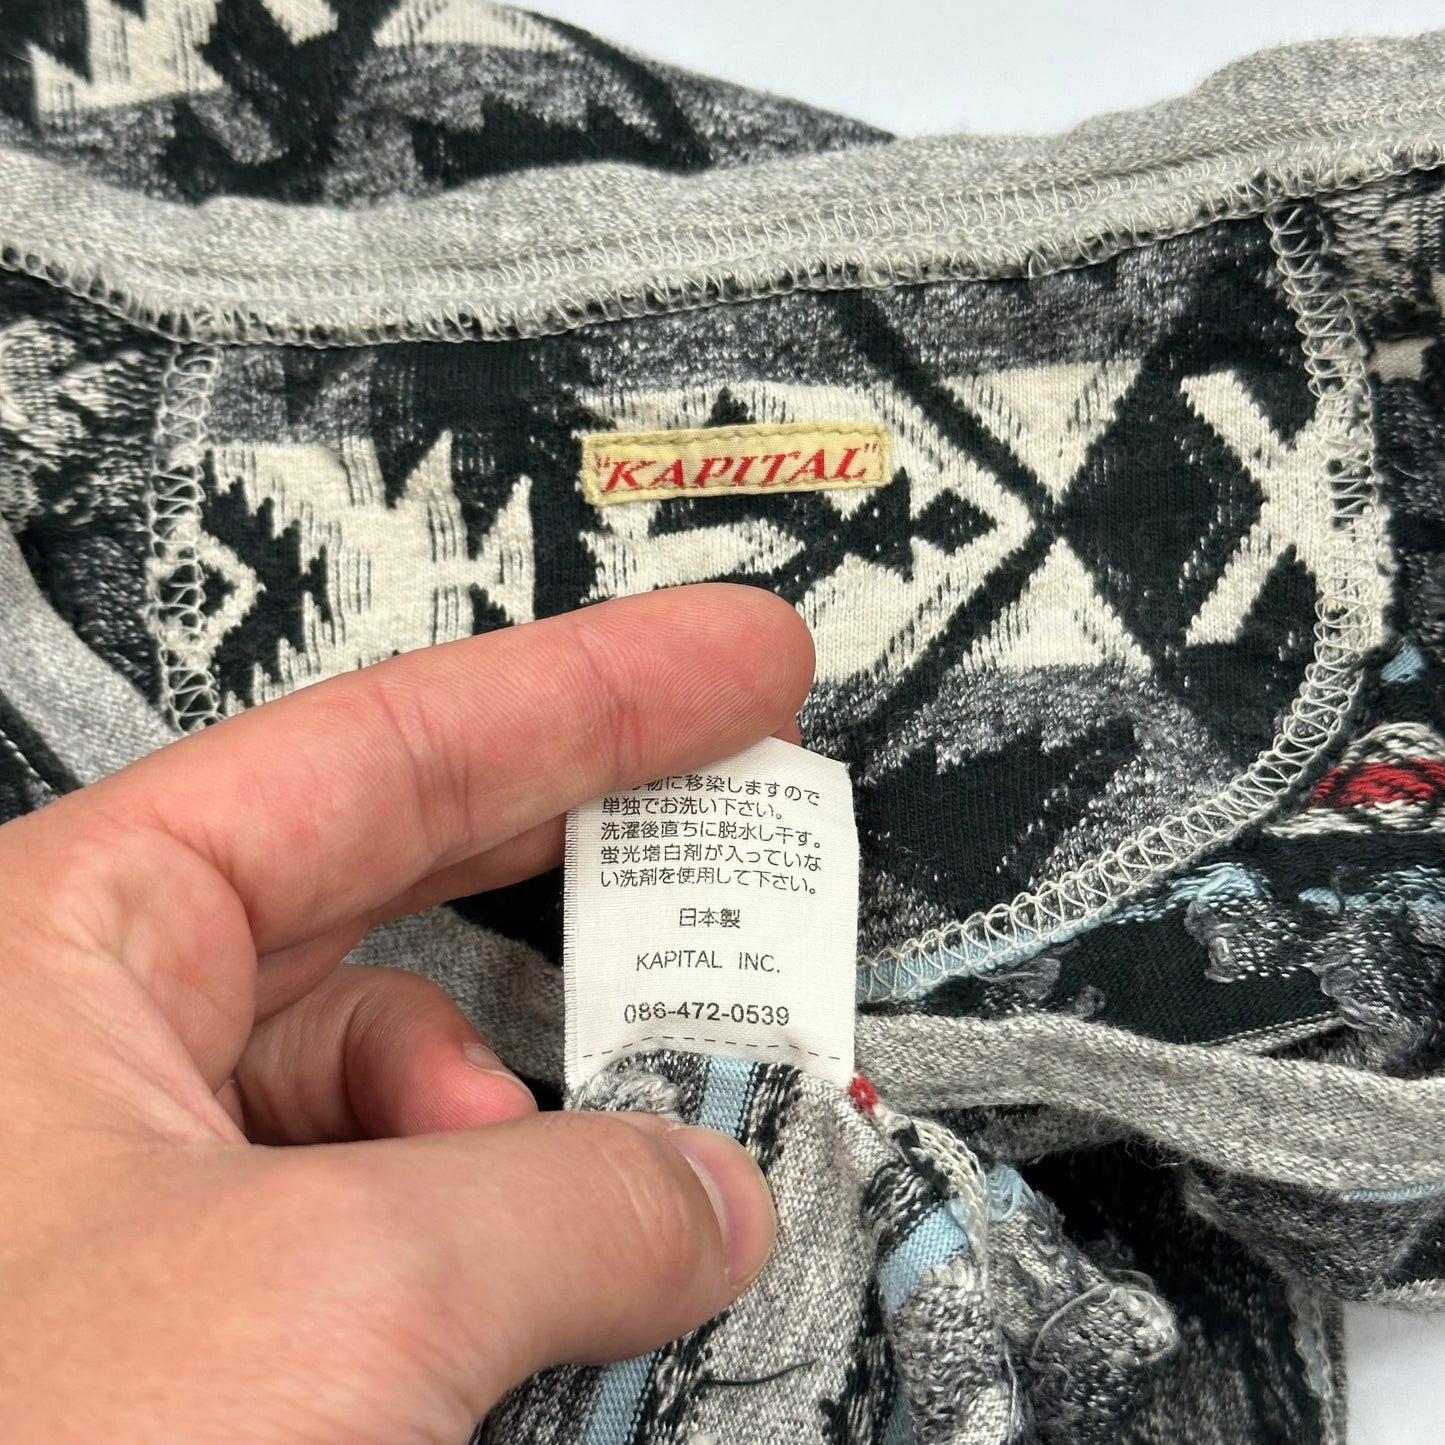 "KAPITAL"
物に移染しますので
単独でお洗い下さい。
洗濯後直ちに脱水し干す。
蛍光増白剤が入っていな
い洗剤を使用して下さい。
日本製
KAPITAL INC.
086-472-0539